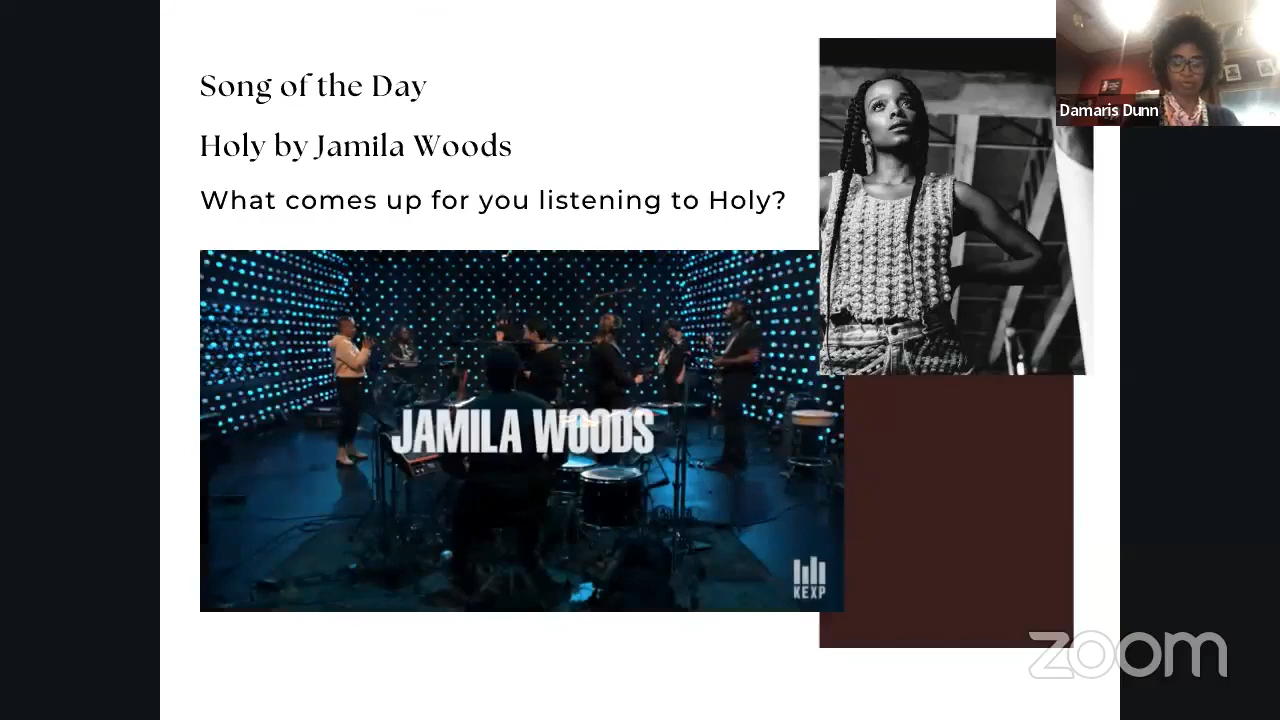 Song of the Day
Holy by Jamila Woods
What comes up for you listening to Holy?
Damaris Dunn
JAMILA WOODS
KEXP
zoom